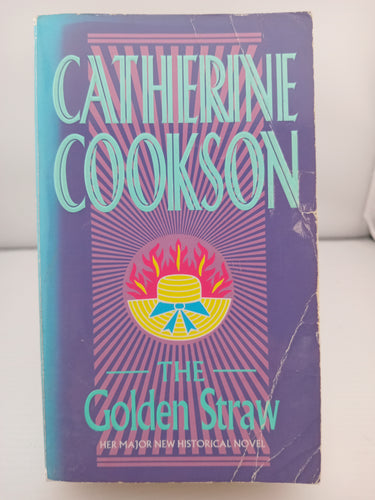 CATHERINE
COOKSON
THE
Golden Straw
HER MAJOR NEW HISTORICAL NOVEL